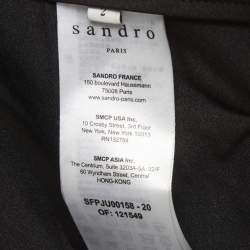 2
sandro
PARIS
SANDRO FRANCE
150 boulevard Haussmann
75008 Paris
www.sandro-paris.com
SMCP USA Inc.
10 Crosby Street, 3rd Floor
New York, New York 10013
RN132784
SMCP ASIA Inc.
The Centrium, Suite 3203A-5A, 32/F
60 Wyndham Street, Central
HONG-KONG
SFPJU00158 - 20
OF: 121549